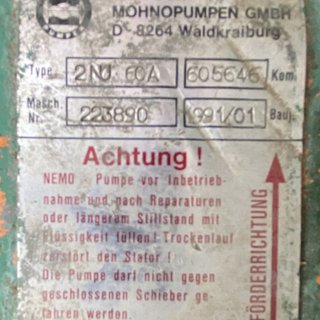 MOHNOPUMPEN GMBH
D-8264 Waldkraiburg
Type 2NU 60A 605646 Kom.
Masch. Nr. 223890 991/01 Bauj.
Achtung !
NEMO - Pumpe vor Inbetrieb-
nahme und nach Reparaturen
oder längerem Stillstand mit
Flüssigkeit füllen! Trockenlauf
zerstört den Stator !
Die Pumpe darf nicht gegen
geschlossenen Schieber ge-
fahren werden.
FÖRDERRICHTUNG